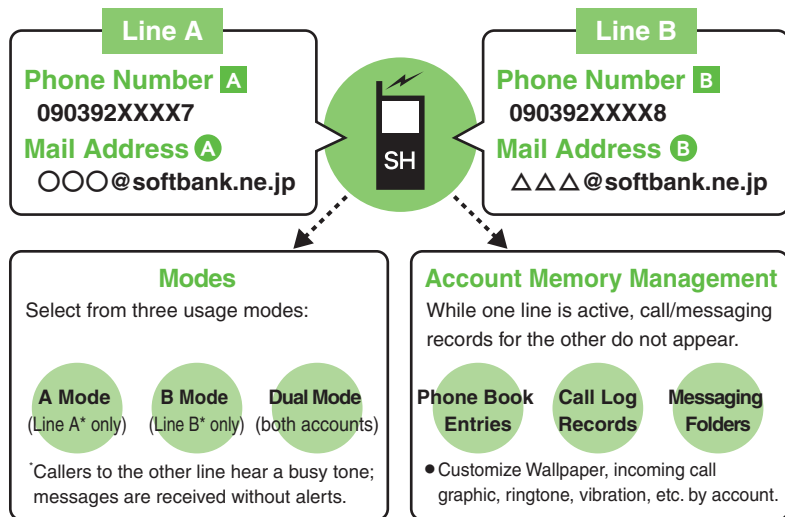 Line A
Phone Number A
090392XXXX7
Mail Address A
○○○@softbank.ne.jp
SH
Line B
Phone Number B
090392XXXX8
Mail Address B
△△△@softbank.ne.jp
Modes
Select from three usage modes:
A Mode
(Line A* only)
B Mode
(Line B* only)
Dual Mode
(both accounts)
*Callers to the other line hear a busy tone;
messages are received without alerts.
Account Memory Management
While one line is active, call/messaging
records for the other do not appear.
Phone Book
Entries
Call Log
Records
Messaging
Folders
● Customize Wallpaper, incoming call
graphic, ringtone, vibration, etc. by account.